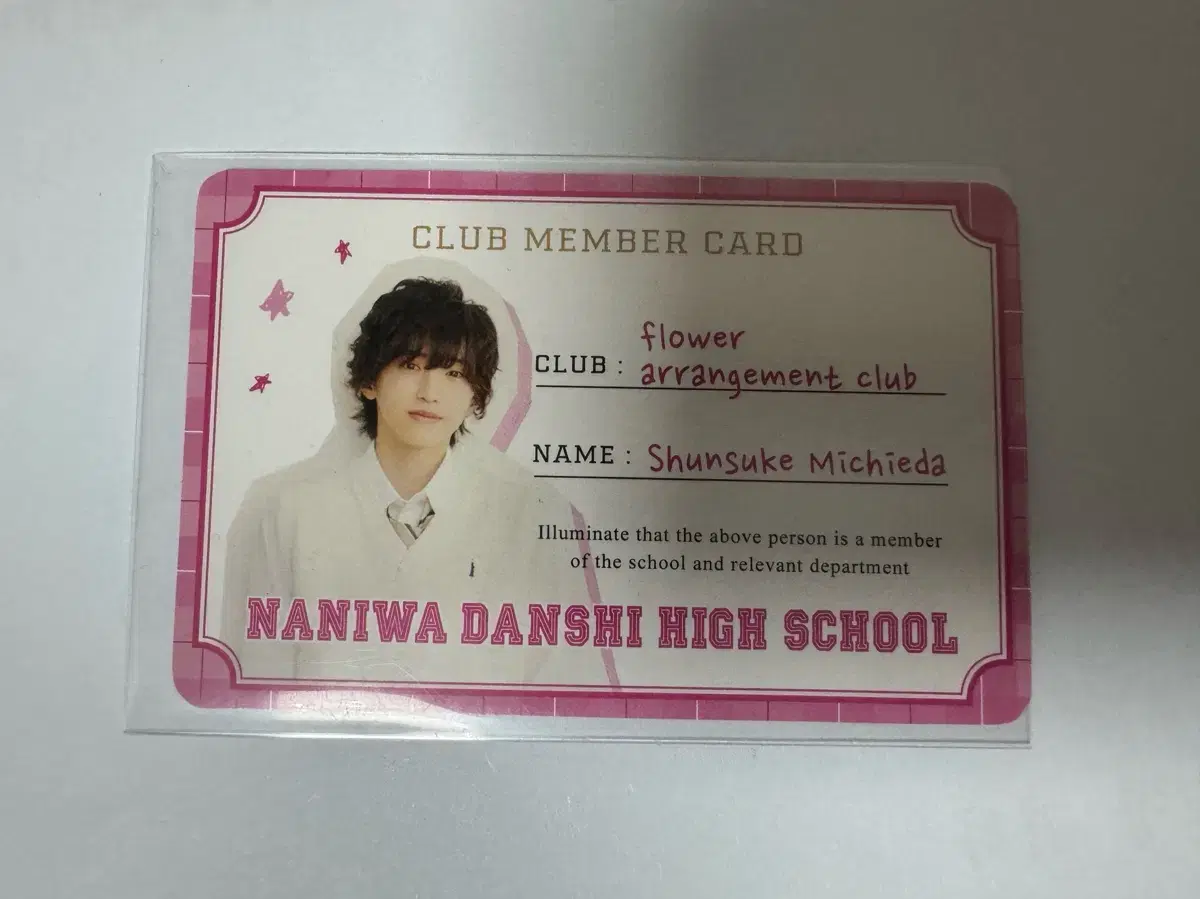 CLUB MEMBER CARD
flower
CLUB : arrangement club
NAME : Shunsuke Michieda
Illuminate that the above person is a member
of the school and relevant department
NANIWA DANSHI HIGH SCHOOL